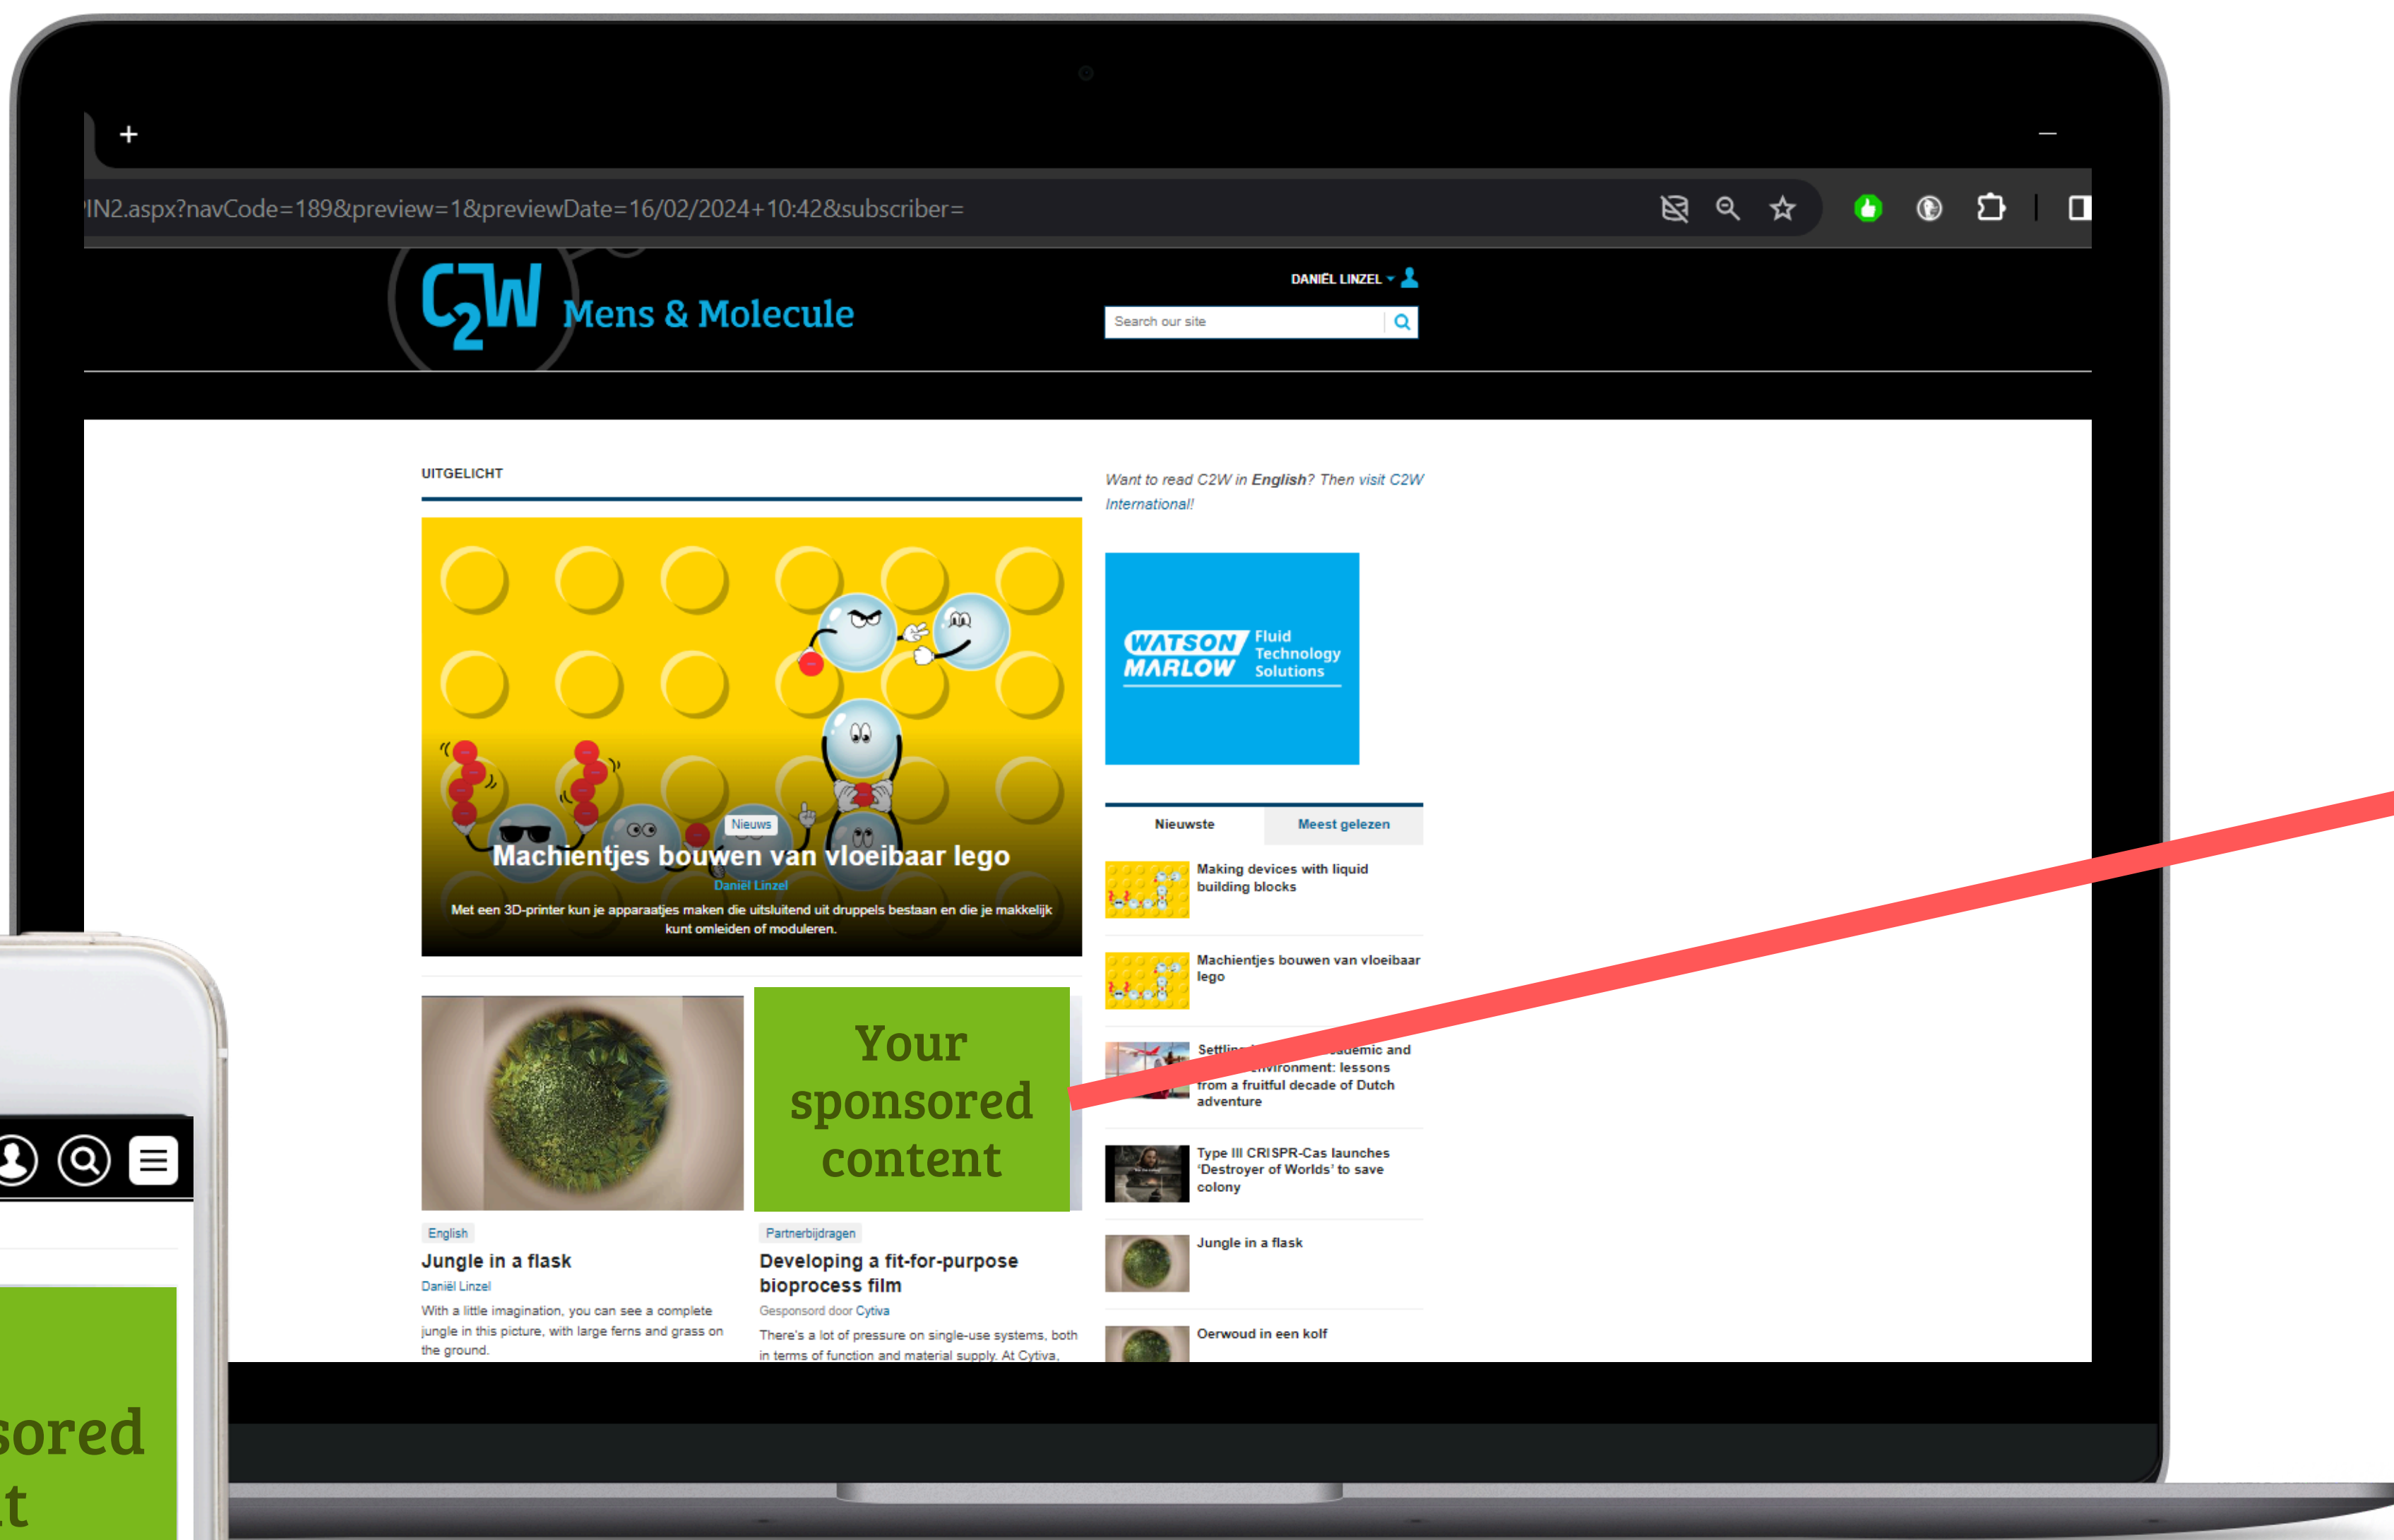 +
IN2.aspx?navCode=189&preview=1&previewDate=16/02/2024+10:42&subscriber=
C2W Mens & Molecule
DANIËL LINZEL
Search our site
UITGELICHT
Nieuws
Machientjes bouwen van vloeibaar lego
Daniël Linzel
Met een 3D-printer kun je apparaatjes maken die uitsluitend uit druppels bestaan en die je makkelijk
kunt omleiden of moduleren.
Your
sponsored
content
English
Jungle in a flask
Daniël Linzel
With a little imagination, you can see a complete
jungle in this picture, with large ferns and grass on
the ground.
Partnerbijdragen
Developing a fit-for-purpose
bioprocess film
Gesponsord door Cytiva
There's a lot of pressure on single-use systems, both
in terms of function and material supply. At Cytiva,
Want to read C2W in English? Then visit C2W
International!
WATSON
MARLOW
Fluid
Technology
Solutions
Nieuwste
Meest gelezen
Making devices with liquid
building blocks
Machientjes bouwen van vloeibaar
lego
and
lessons
from a fruitful decade of Dutch
adventure
Type III CRISPR-Cas launches
‘Destroyer of Worlds’ to save
colony
Jungle in a flask
Oerwoud in een kolf
sored